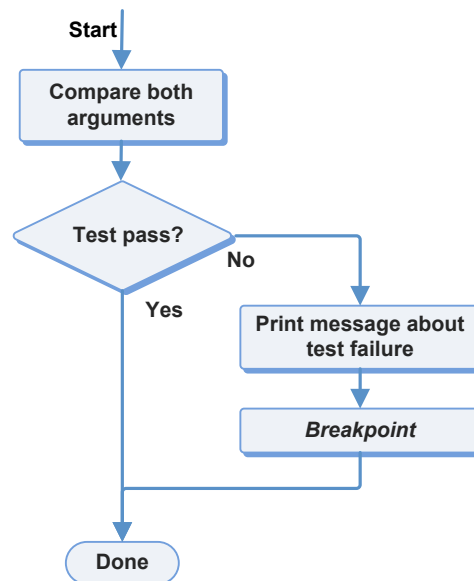 Start
Compare both
arguments
Test pass?
No
Yes
Print message about
test failure
Breakpoint
Done